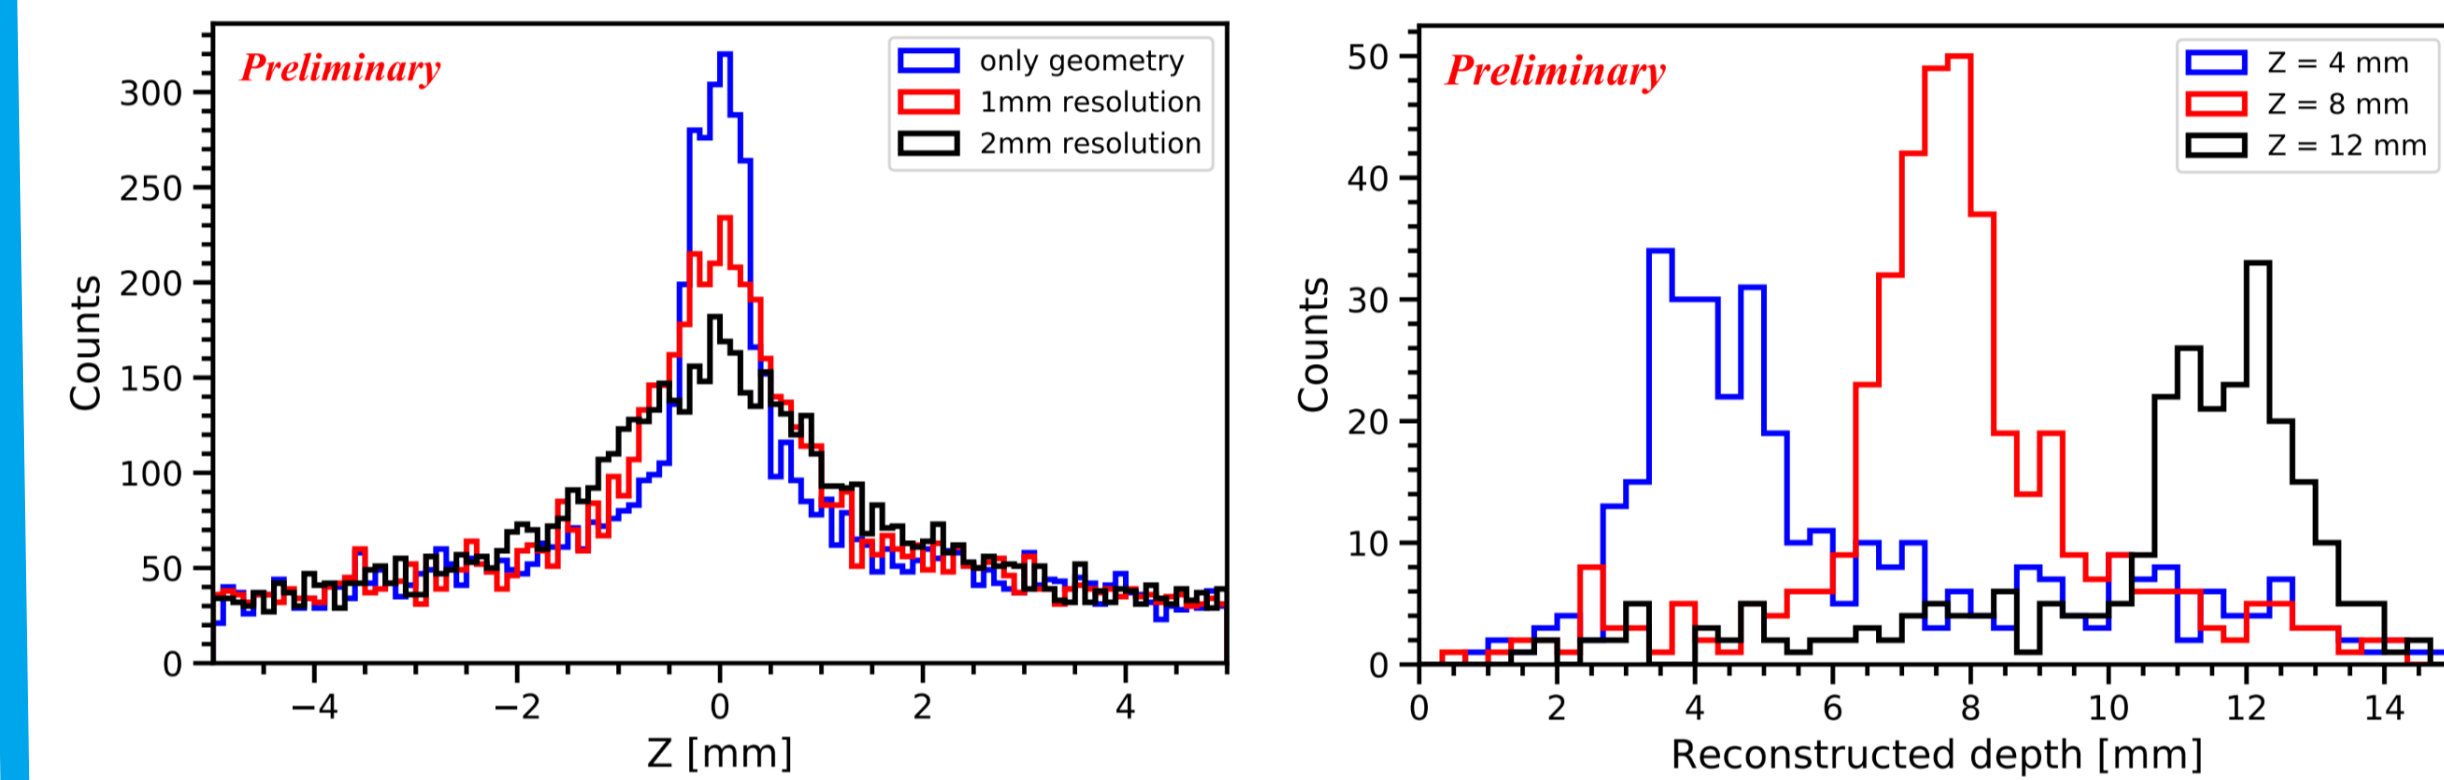 Preliminary
only geometry
1mm resolution
2mm resolution
300
250
200
150
100
50
0
Counts
−4
−2
0
2
4
Z [mm]
Preliminary
Z = 4 mm
Z = 8 mm
Z = 12 mm
50
40
30
20
10
0
Counts
0
2
4
6
8
10
12
14
Reconstructed depth [mm]